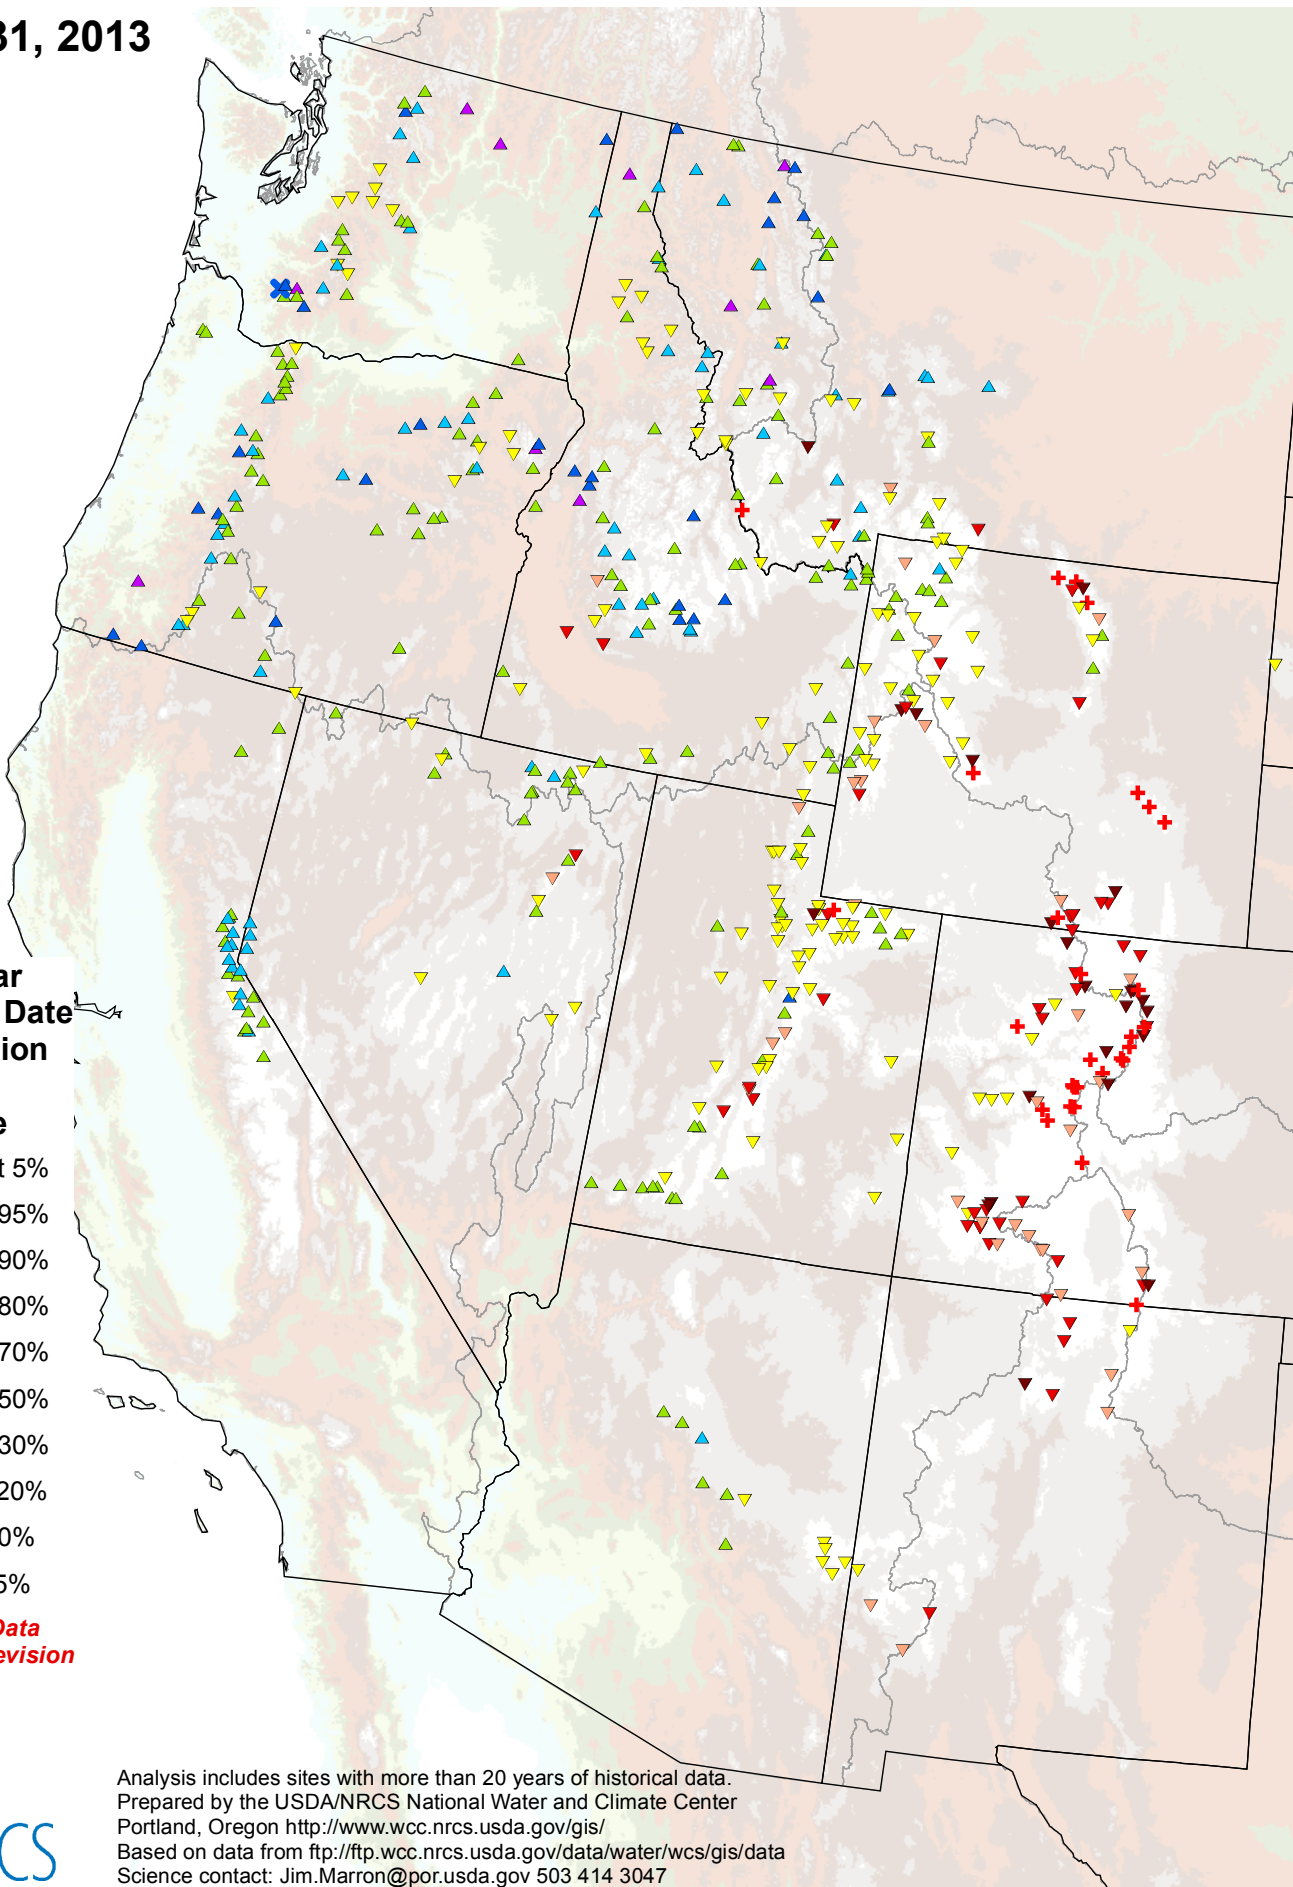 31, 2013
ar
Date
ion
e
t 5%
95%
90%
80%
70%
50%
30%
20%
0%
5%
Data
evision
CS
Analysis includes sites with more than 20 years of historical data.
Prepared by the USDA/NRCS National Water and Climate Center
Portland, Oregon http://www.wcc.nrcs.usda.gov/gis/
Based on data from ftp://ftp.wcc.nrcs.usda.gov/data/water/wcs/gis/data
Science contact: Jim.Marron@por.usda.gov 503 414 3047